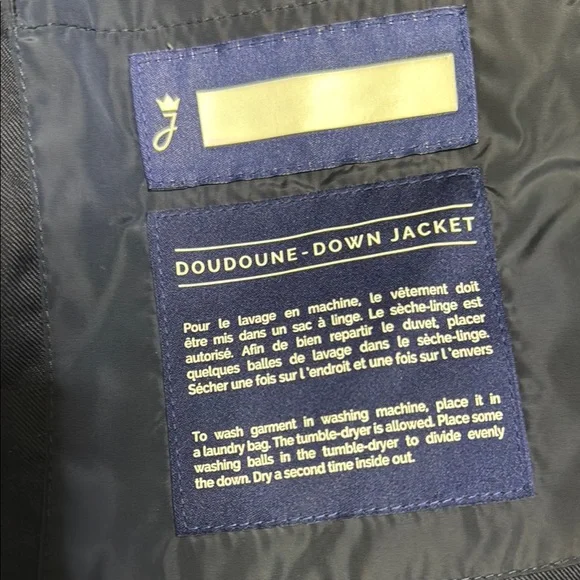 J
DOUDOUNE - DOWN JACKET
Pour le lavage en machine, le vêtement doit
être mis dans un sac à linge. Le sèche-linge est
autorisé. Afin de bien repartir le duvet, placer
quelques balles de lavage dans le sèche-linge.
Sécher une fois sur l'endroit et une fois sur l'envers
To wash garment in washing machine, place it in
a laundry bag. The tumble-dryer is allowed. Place some
washing balls in the tumble-dryer to divide evenly
the down. Dry a second time inside out.